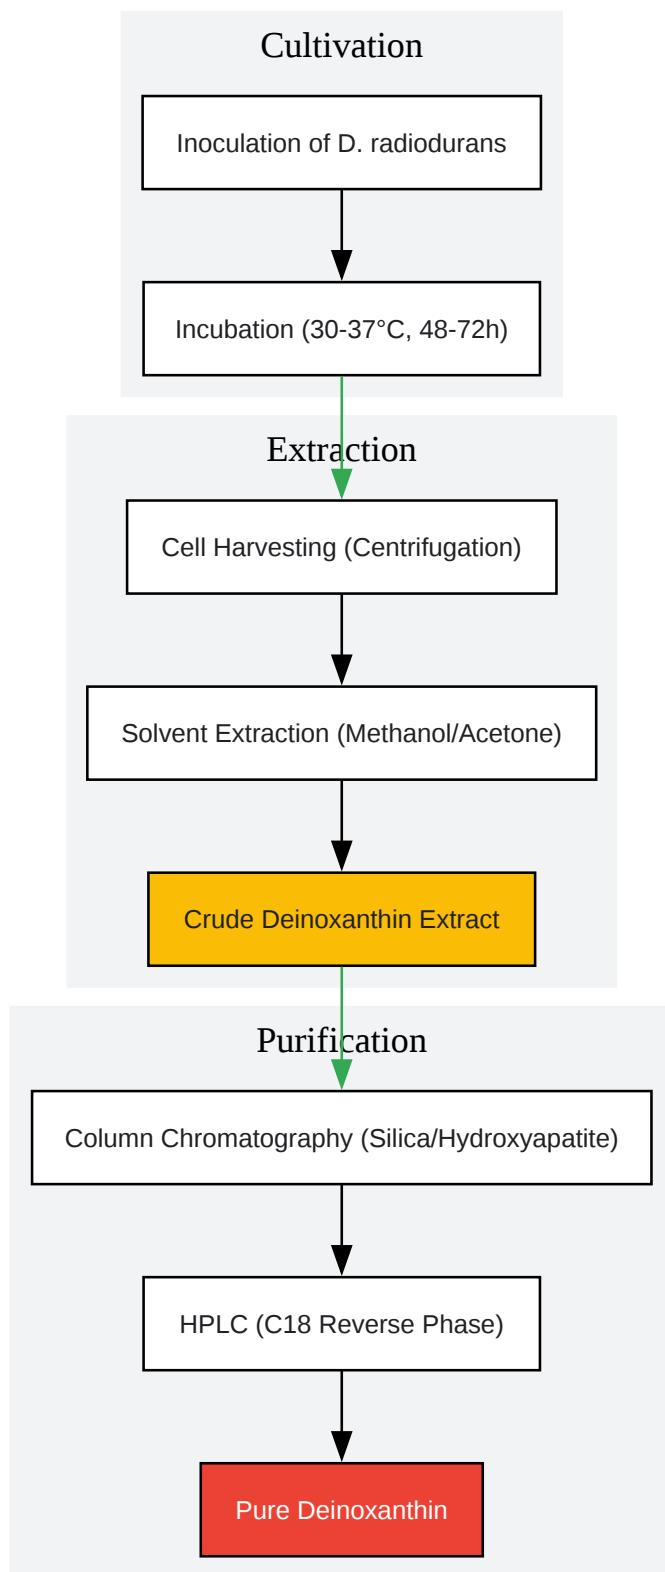 Cultivation
Inoculation of D. radiodurans
Incubation (30-37°C, 48-72h)
Extraction
Cell Harvesting (Centrifugation)
Solvent Extraction (Methanol/Acetone)
Crude Deinoxanthin Extract
Purification
Column Chromatography (Silica/Hydroxyapatite)
HPLC (C18 Reverse Phase)
Pure Deinoxanthin